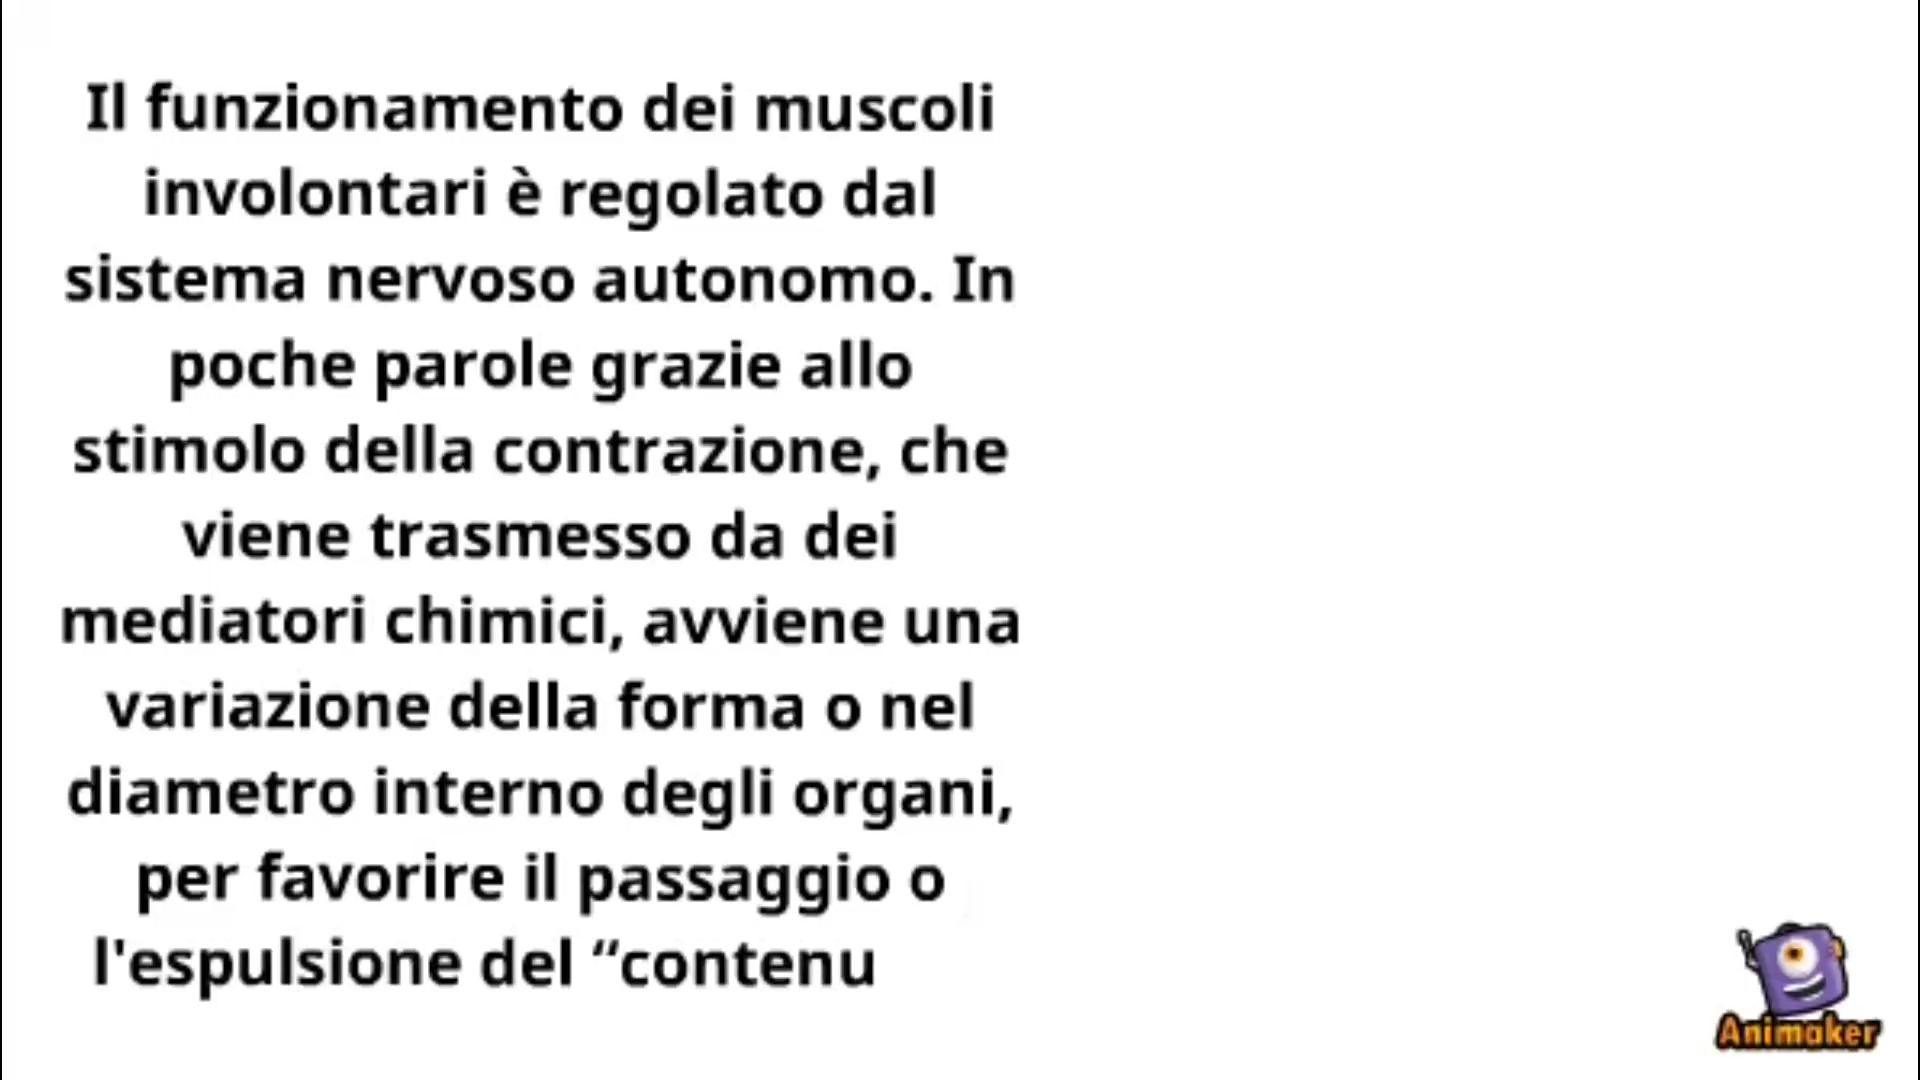 Il funzionamento dei muscoli
involontari è regolato dal
sistema nervoso autonomo. In
poche parole grazie allo
stimolo della contrazione, che
viene trasmesso da dei
mediatori chimici, avviene una
variazione della forma o nel
diametro interno degli organi,
per favorire il passaggio o
l'espulsione del “contenu
Animaker